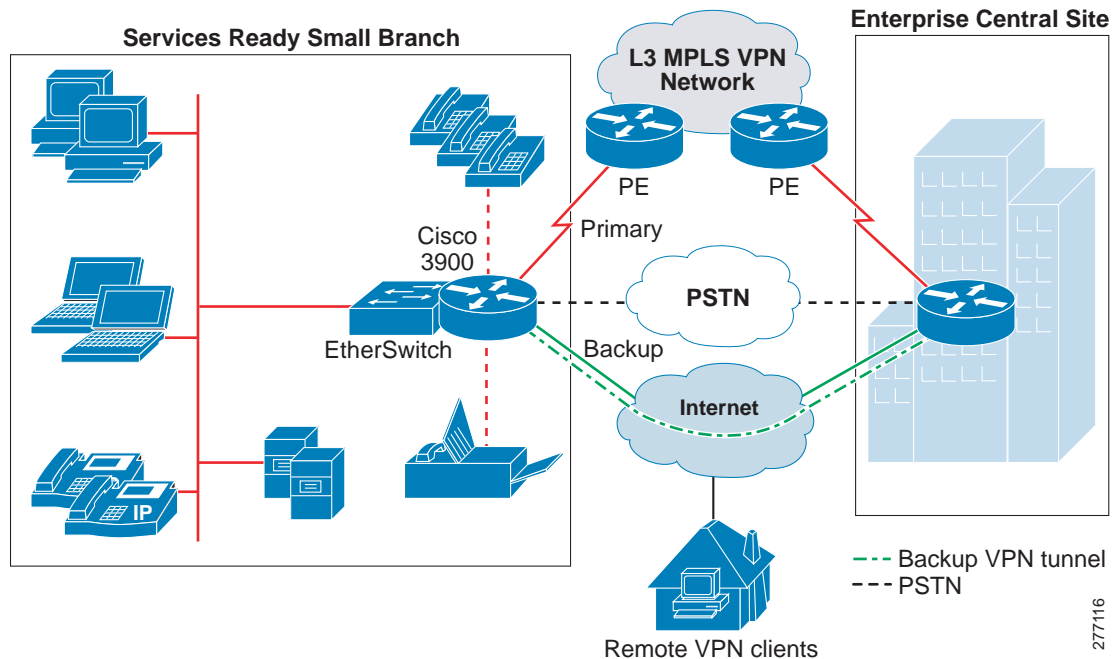 Services Ready Small Branch
Enterprise Central Site
L3 MPLS VPN
Network
PE
PE
Cisco
3900
Primary
PSTN
EtherSwitch
Backup
Internet
IP
Backup VPN tunnel
PSTN
Remote VPN clients
277116